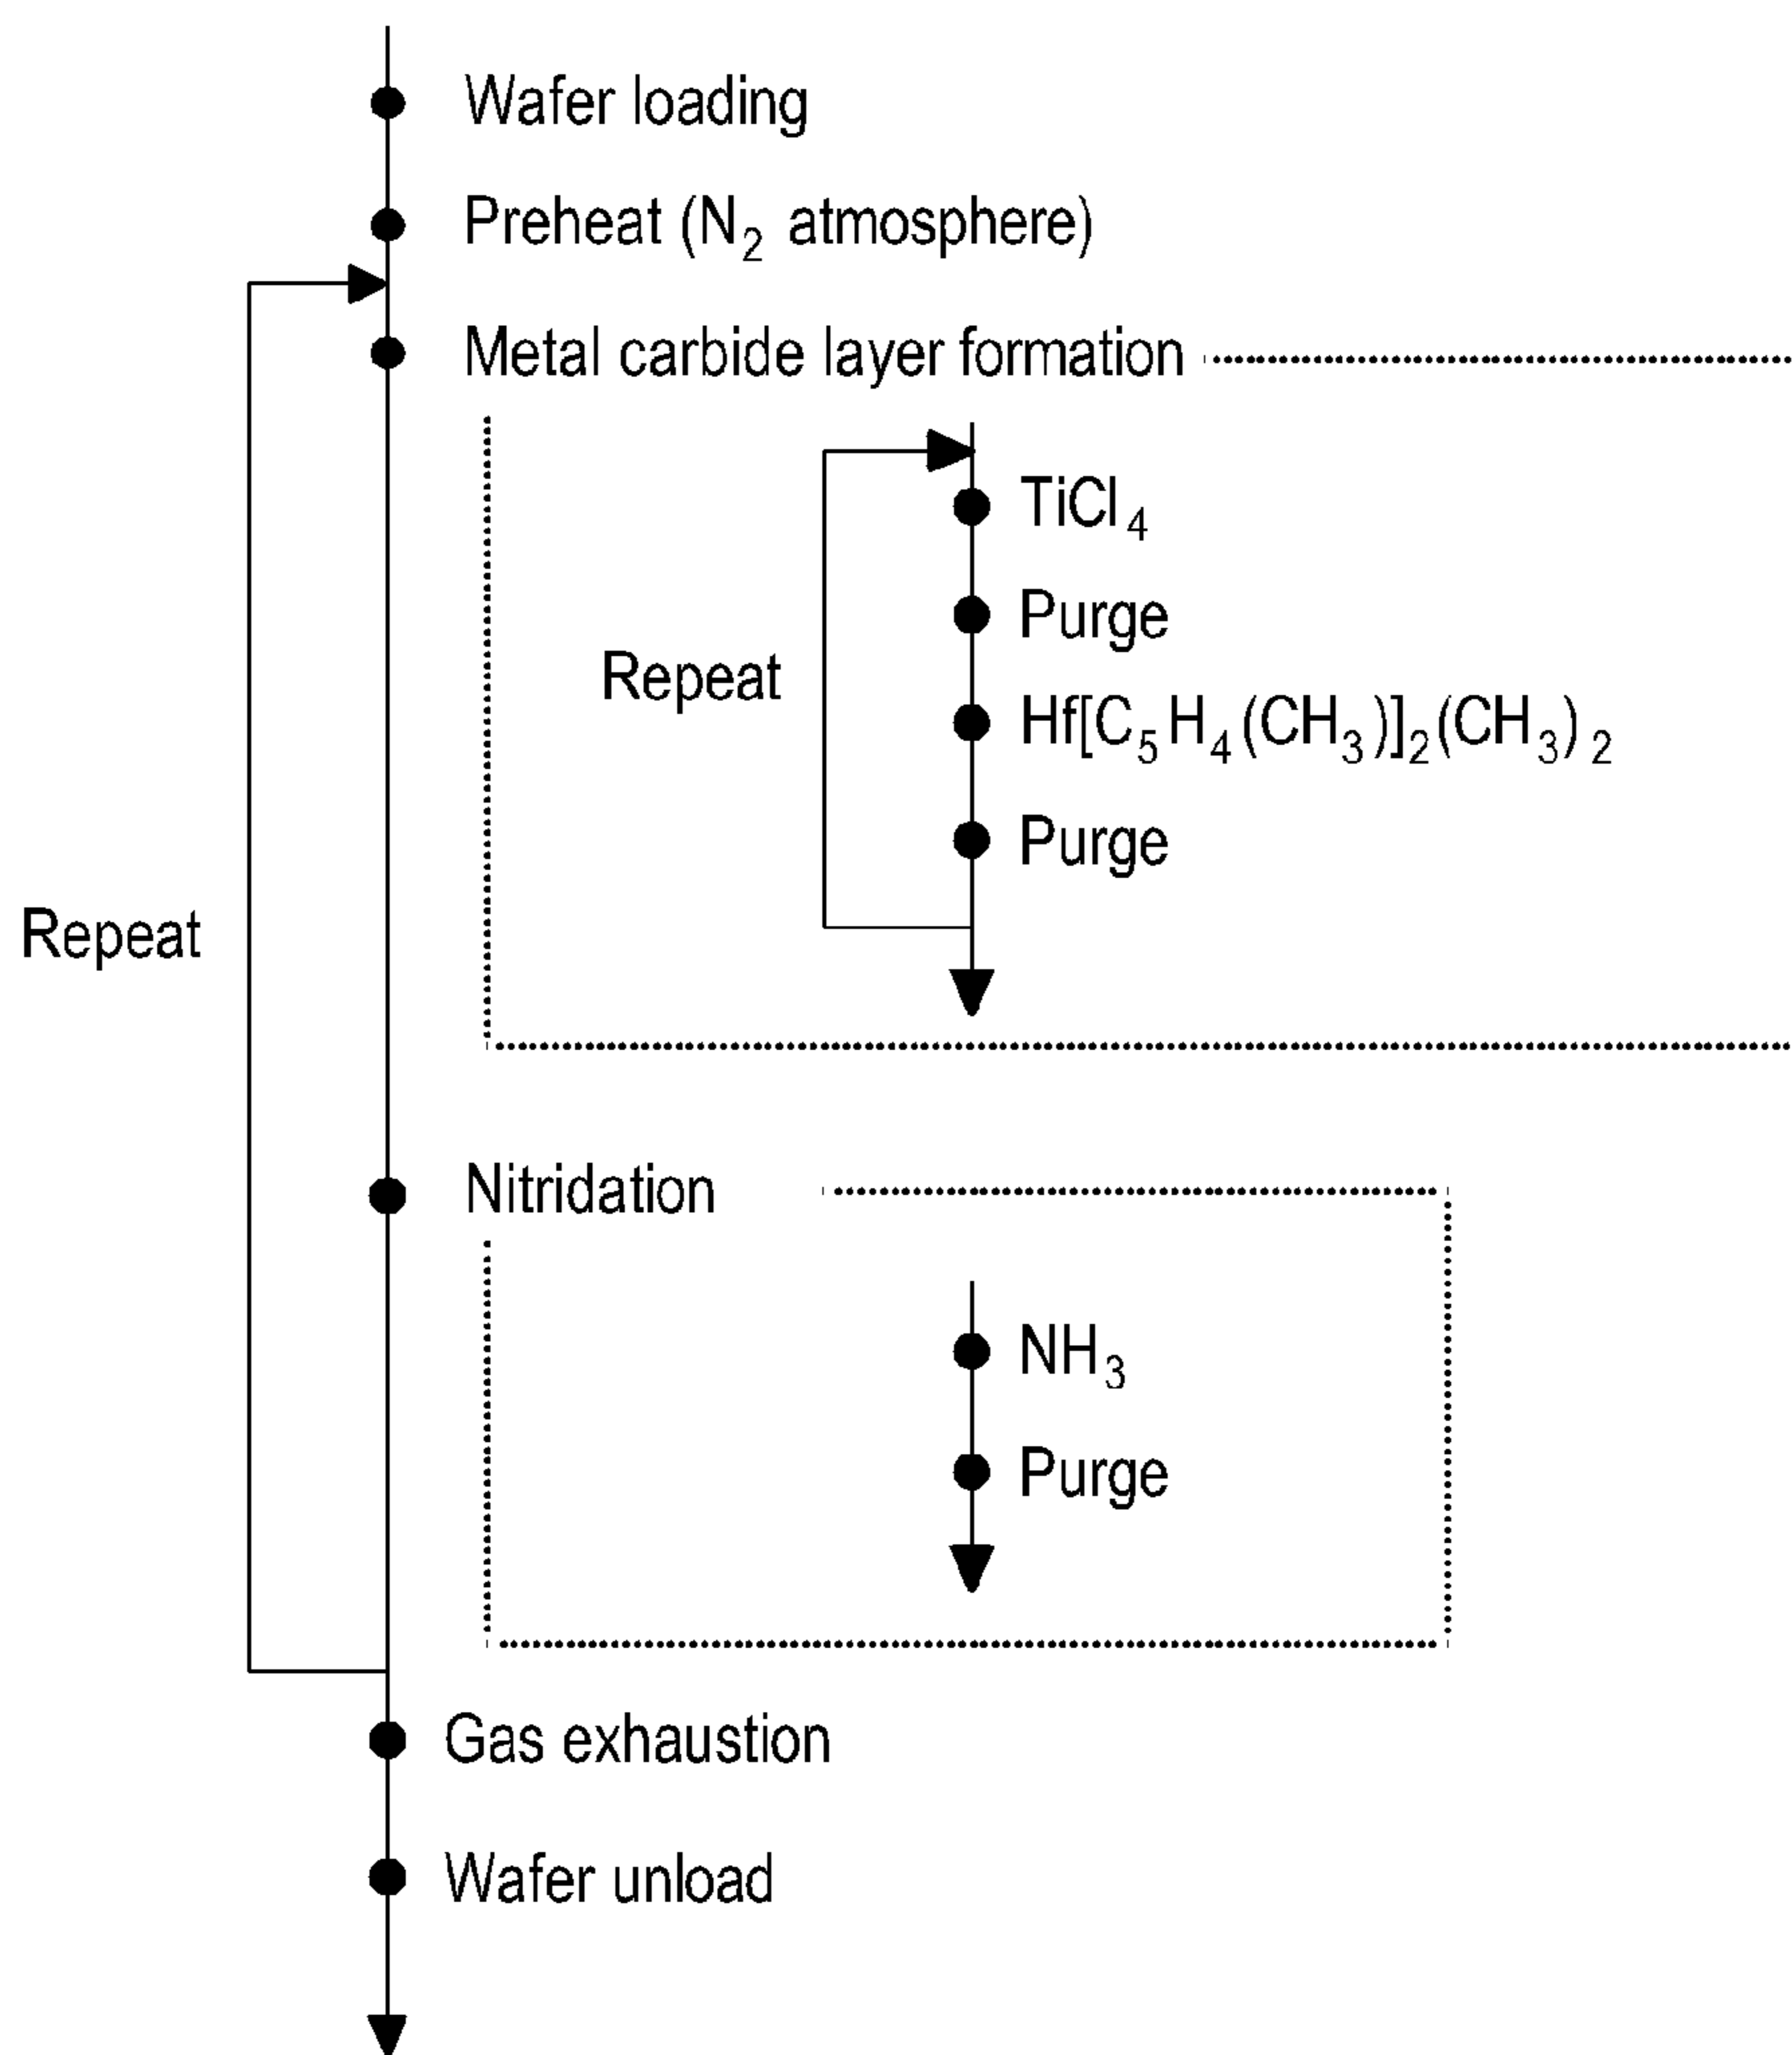 Wafer loading
Preheat (N₂ atmosphere)
Metal carbide layer formation
TiCl₄
Purge
Repeat
Hf[C₅H₄(CH₃)]₂(CH₃)₂
Purge
Repeat
Nitridation
NH₃
Purge
Gas exhaustion
Wafer unload